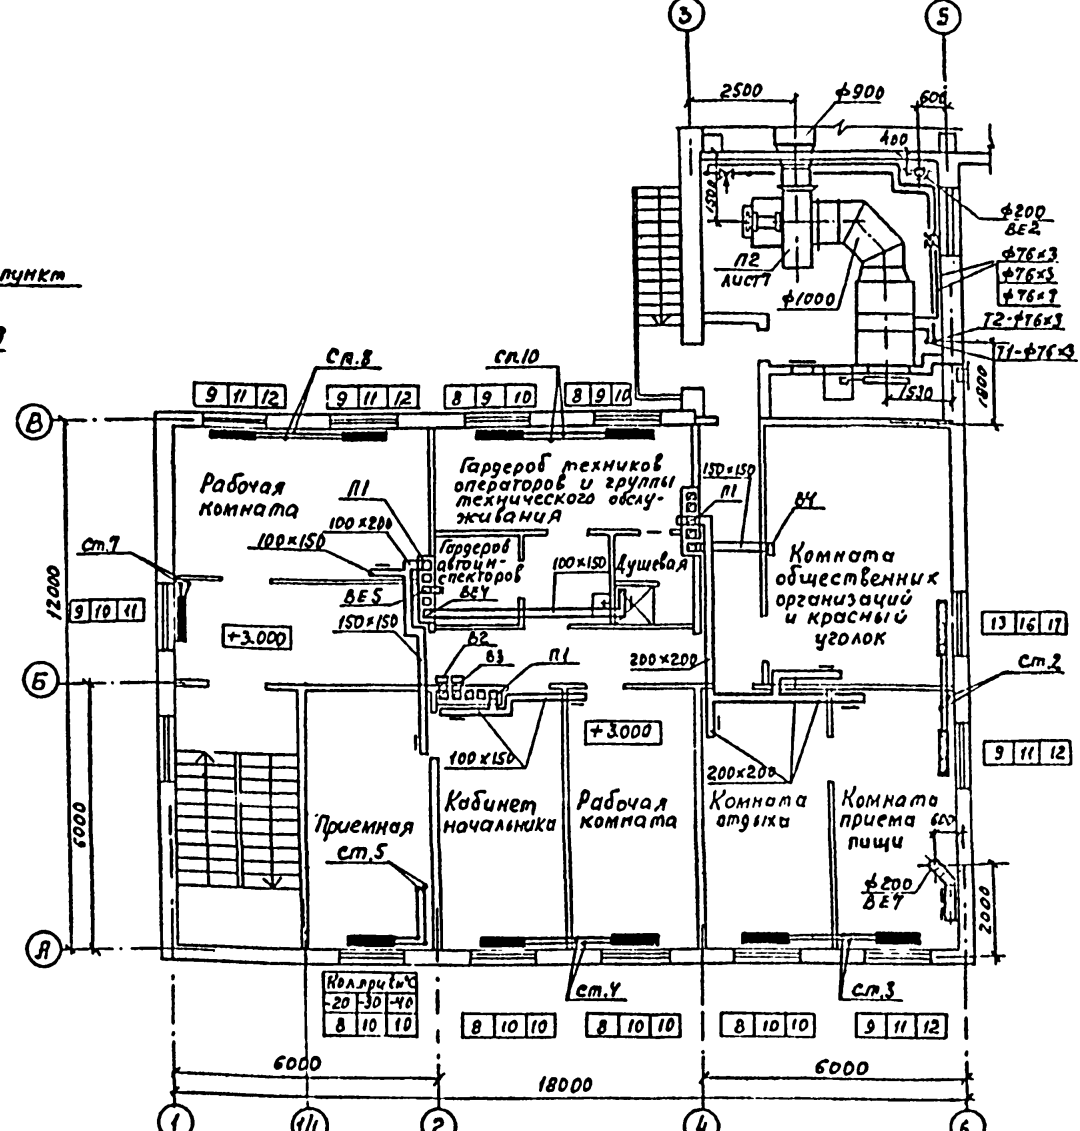 3
5
2500
ф900
600
400
1500
ф200
ВЕ2
пункт
П2
лист 7
ф1000
ф76×3
ф76×3
ф76×3
Т2-ф76×3
Т1-ф76×3
1530
1800
Ст.8
ст.10
9 11 12
9 11 12
8 9 10
8 9 10
В
Рабочая
комната
П1
100×200
100×150
Гардероб техников
операторов и группы
технического обслу-
живания
150×150
П1
В4
ст.7
Гардероб
автоин-
спекторов
100×150
Душевая
Комната
общественных
организаций
и красный
уголок
12000
9 10 11
ВЕ5
ВЕ4
150×150
+3.000
13 16 17
В2
В3
П1
200×200
ст.2
Б
+3.000
100×150
200×200
9 11 12
6000
Приемная
ст.5
Кабинет
начальника
Рабочая
комната
Комната
отдыха
Комната
приема
пищи
600
ф200
ВЕ7
2000
А
Кол.при tн°С
-20 -30 -40
8 10 10
ст.4
ст.3
8 10 10
8 10 10
8 10 10
9 11 12
6000
18000
6000
1
1/1
2
4
6